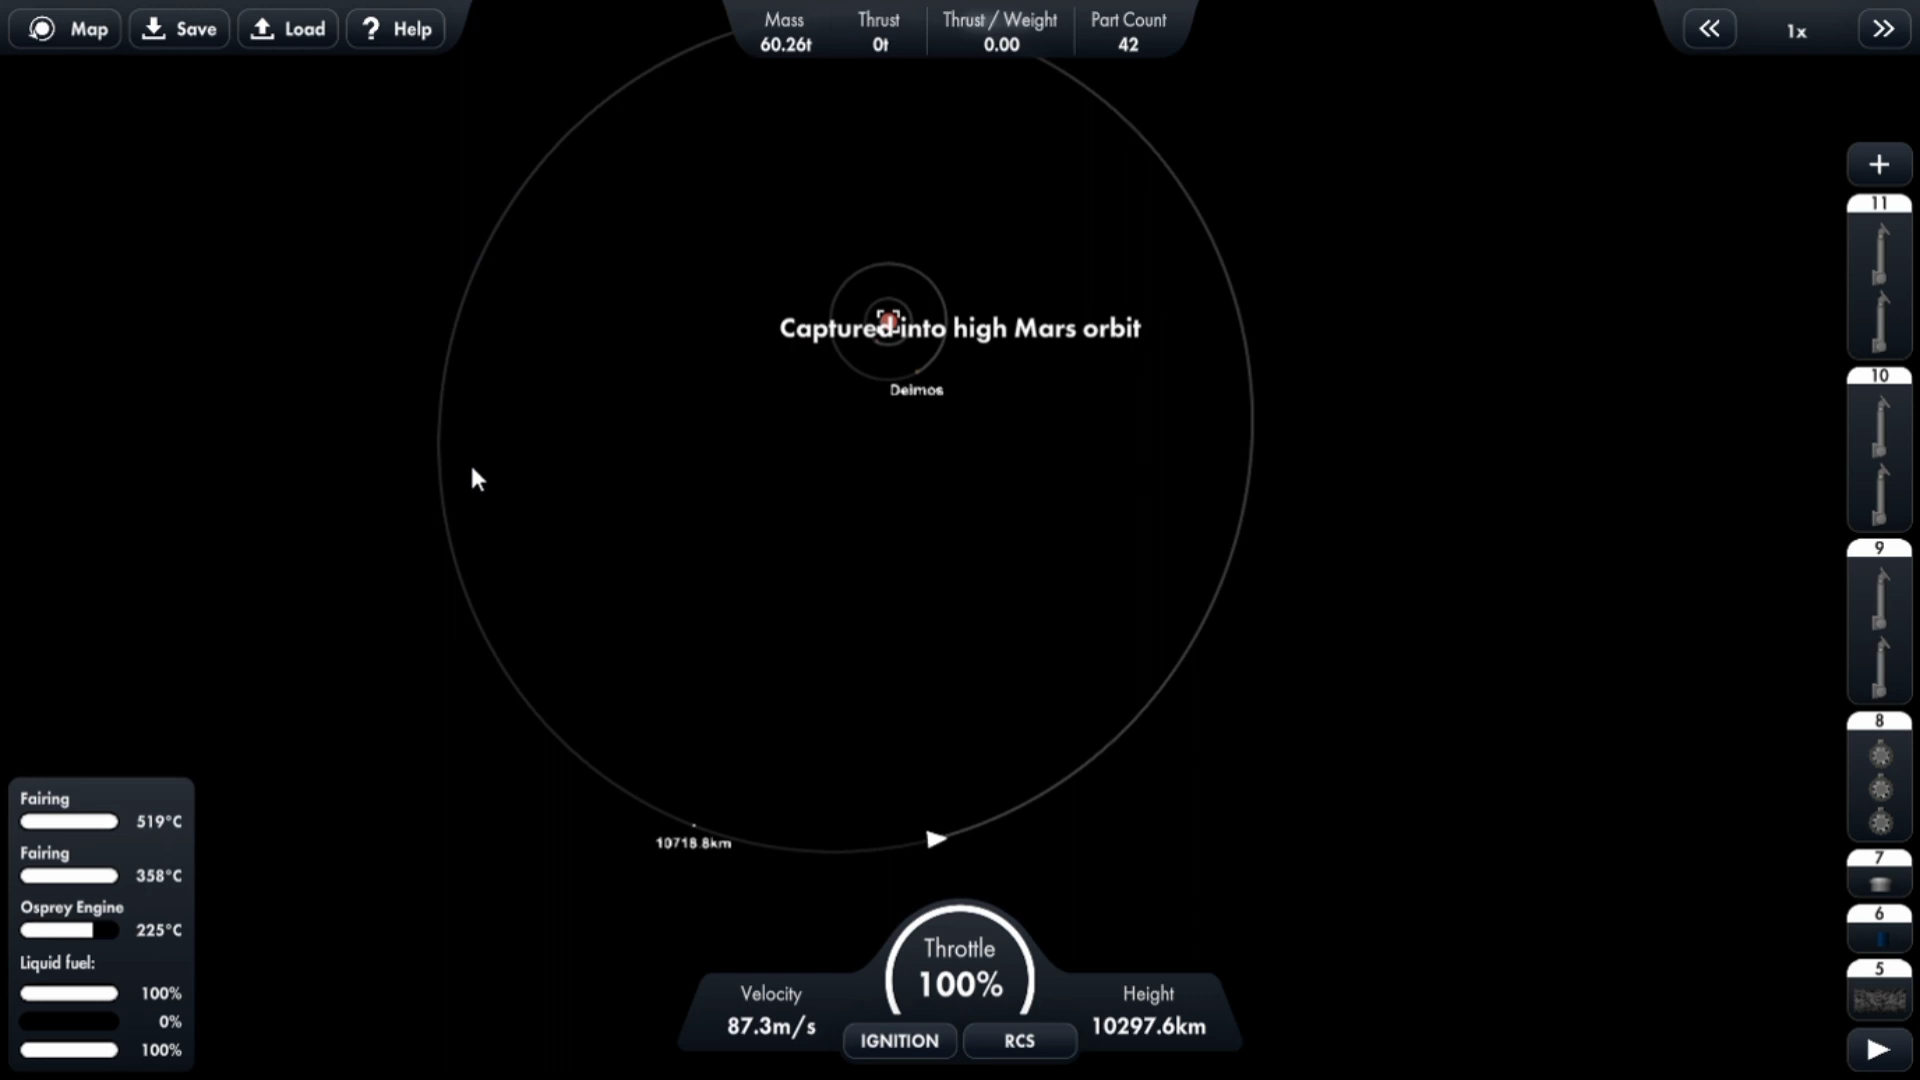 Map
Save
Load
Help
Mass
60.26t
Thrust
0t
Thrust / Weight
0.00
Part Count
42
1x
11
10
9
8
7
6
5
Captured into high Mars orbit
Deimos
10718.8km
Fairing
519°C
Fairing
358°C
Osprey Engine
225°C
Liquid fuel:
100%
0%
100%
Throttle
100%
Velocity
87.3m/s
Height
10297.6km
IGNITION
RCS